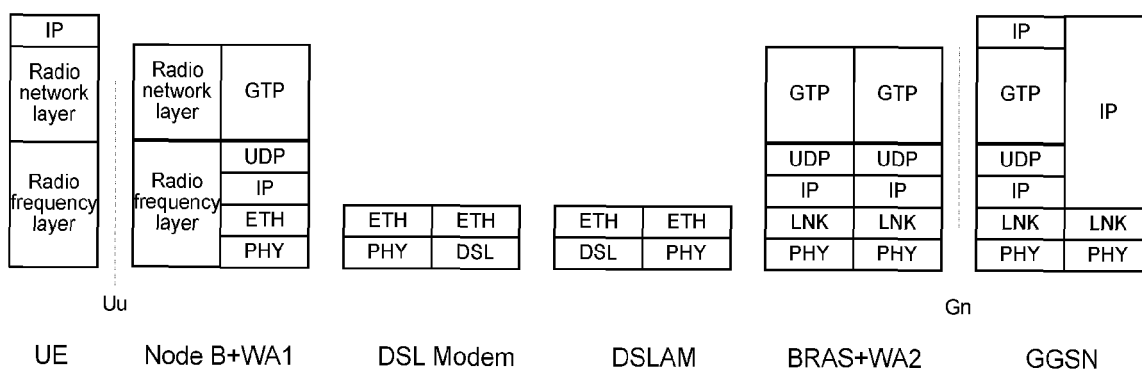 IP
Radio
network
layer
Radio
frequency
layer
Radio
network
layer
GTP
Radio
frequency
layer
UDP
IP
ETH
PHY
ETH ETH
PHY DSL
ETH ETH
DSL PHY
GTP GTP
UDP UDP
IP IP
LNK LNK
PHY PHY
IP
GTP
IP
UDP
IP
LNK LNK
PHY PHY
Uu
Gn
UE
Node B+WA1
DSL Modem
DSLAM
BRAS+WA2
GGSN